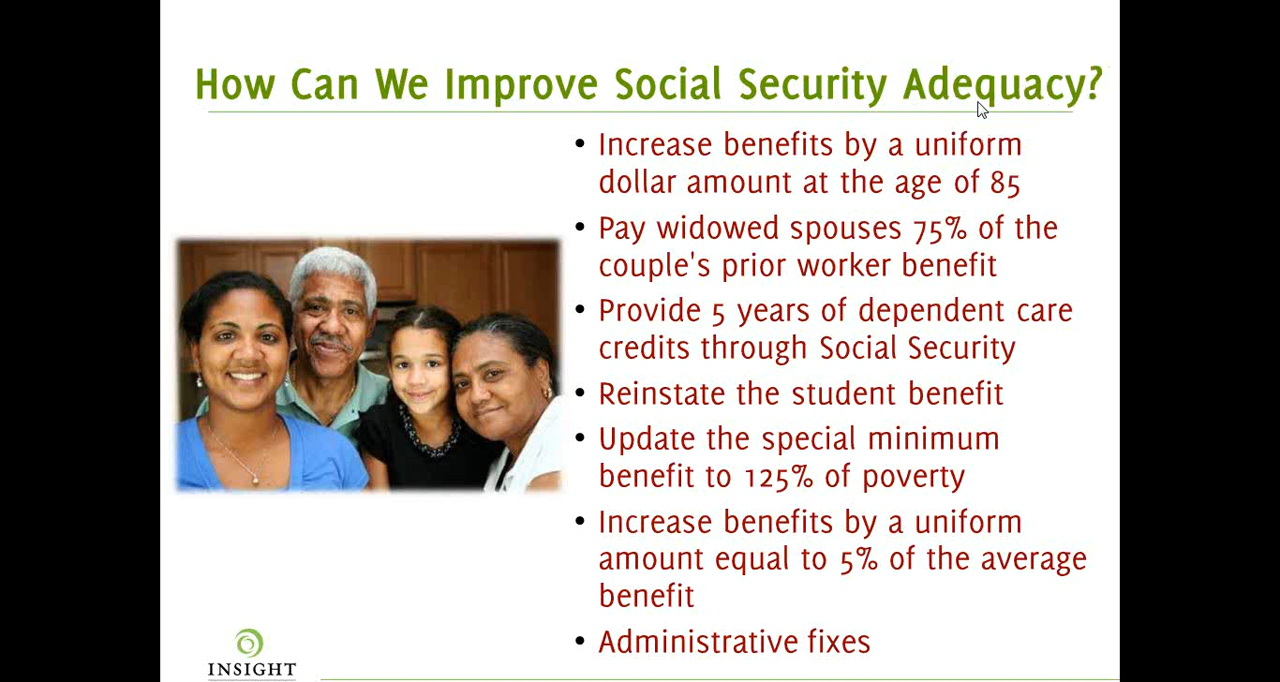 How Can We Improve Social Security Adequacy?
• Increase benefits by a uniform
dollar amount at the age of 85
• Pay widowed spouses 75% of the
couple's prior worker benefit
• Provide 5 years of dependent care
credits through Social Security
• Reinstate the student benefit
• Update the special minimum
benefit to 125% of poverty
• Increase benefits by a uniform
amount equal to 5% of the average
benefit
• Administrative fixes
INSIGHT